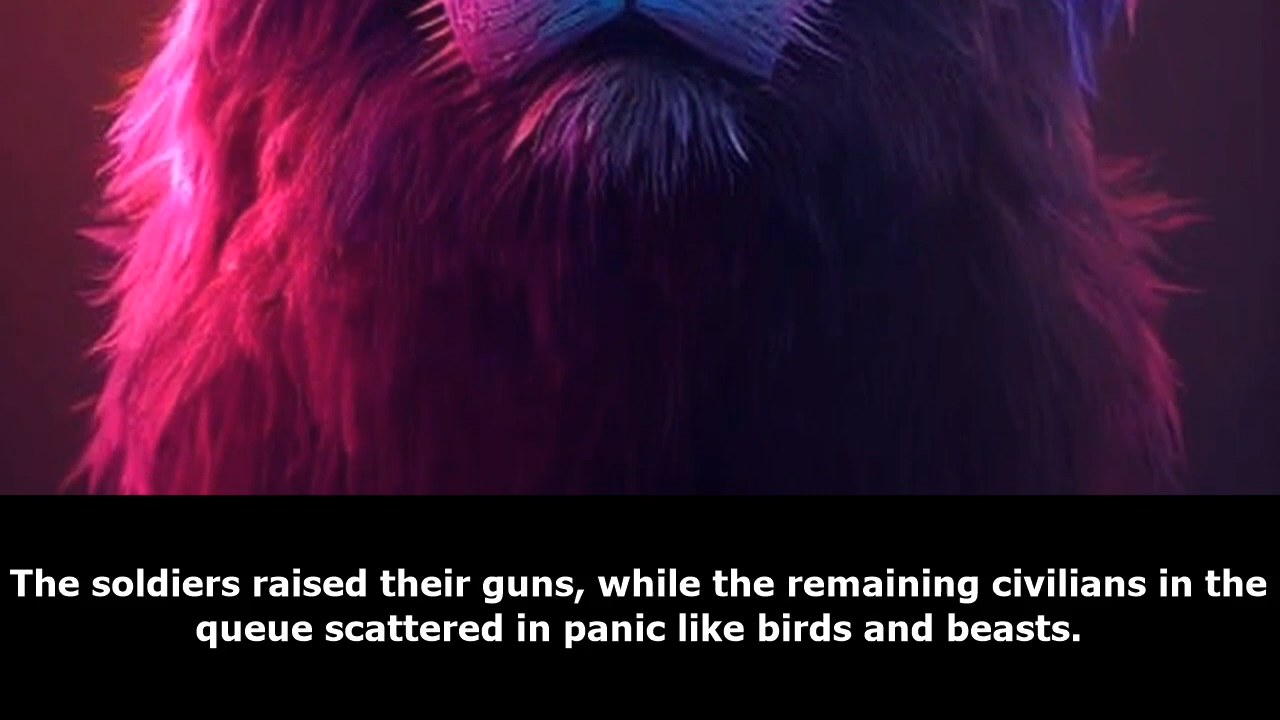 The soldiers raised their guns, while the remaining civilians in the
queue scattered in panic like birds and beasts.